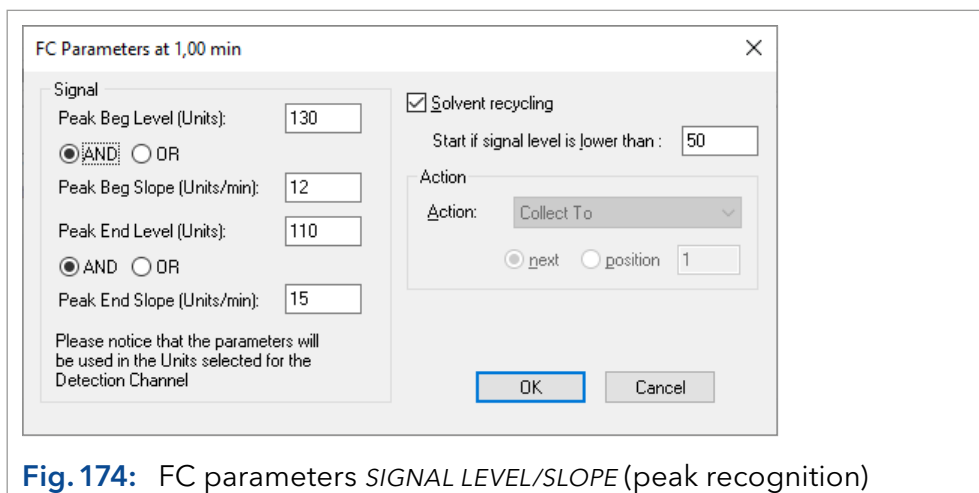 FC Parameters at 1,00 min
Signal
Peak Beg Level (Units): 130
AND OR
Peak Beg Slope (Units/min): 12
Peak End Level (Units): 110
AND OR
Peak End Slope (Units/min): 15
Please notice that the parameters will
be used in the Units selected for the
Detection Channel
Solvent recycling
Start if signal level is lower than : 50
Action
Action: Collect To
next position 1
OK Cancel
Fig. 174: FC parameters SIGNAL LEVEL/SLOPE (peak recognition)